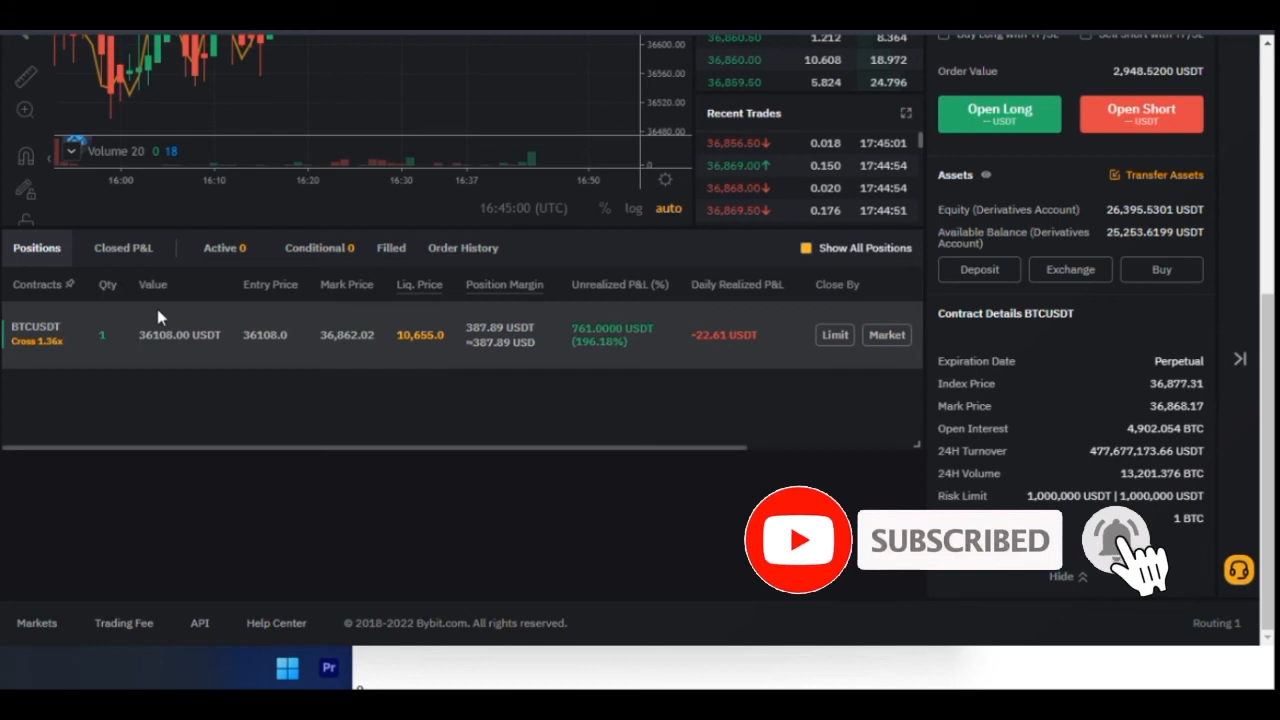 36600.00
36560.00
36520.00
36480.00
Volume 20 0 18
0
16:00 16:10 16:20 16:30 16:37 16:50
16:45:00 (UTC) % log auto
36,860.50 1.212 8.364
36,860.00 10.608 18.972
36,859.50 5.824 24.796
Recent Trades
36,856.50↓ 0.018 17:45:01
36,869.00↑ 0.150 17:44:54
36,868.00↓ 0.020 17:44:54
36,869.50↓ 0.176 17:44:51
Order Value 2,948.5200 USDT
Open Long
— USDT
Open Short
— USDT
Assets Transfer Assets
Equity (Derivatives Account) 26,395.5301 USDT
Available Balance (Derivatives Account) 25,253.6199 USDT
Deposit Exchange Buy
Contract Details BTCUSDT
Expiration Date Perpetual
Index Price 36,877.31
Mark Price 36,868.17
Open Interest 4,902.054 BTC
24H Turnover 477,677,173.66 USDT
24H Volume 13,201.376 BTC
Risk Limit 1,000,000 USDT | 1,000,000 USDT
1 BTC
Hide
Positions Closed P&L Active 0 Conditional 0 Filled Order History Show All Positions
Contracts Qty Value Entry Price Mark Price Liq. Price Position Margin Unrealized P&L (%) Daily Realized P&L Close By
BTCUSDT 1 36108.00 USDT 36108.0 36,862.02 10,655.0 387.89 USDT 761.0000 USDT -22.61 USDT Limit Market
Cross 1.36x ≈387.89 USD (196.18%)
SUBSCRIBED
Markets Trading Fee API Help Center © 2018-2022 Bybit.com. All rights reserved. Routing 1
Pr